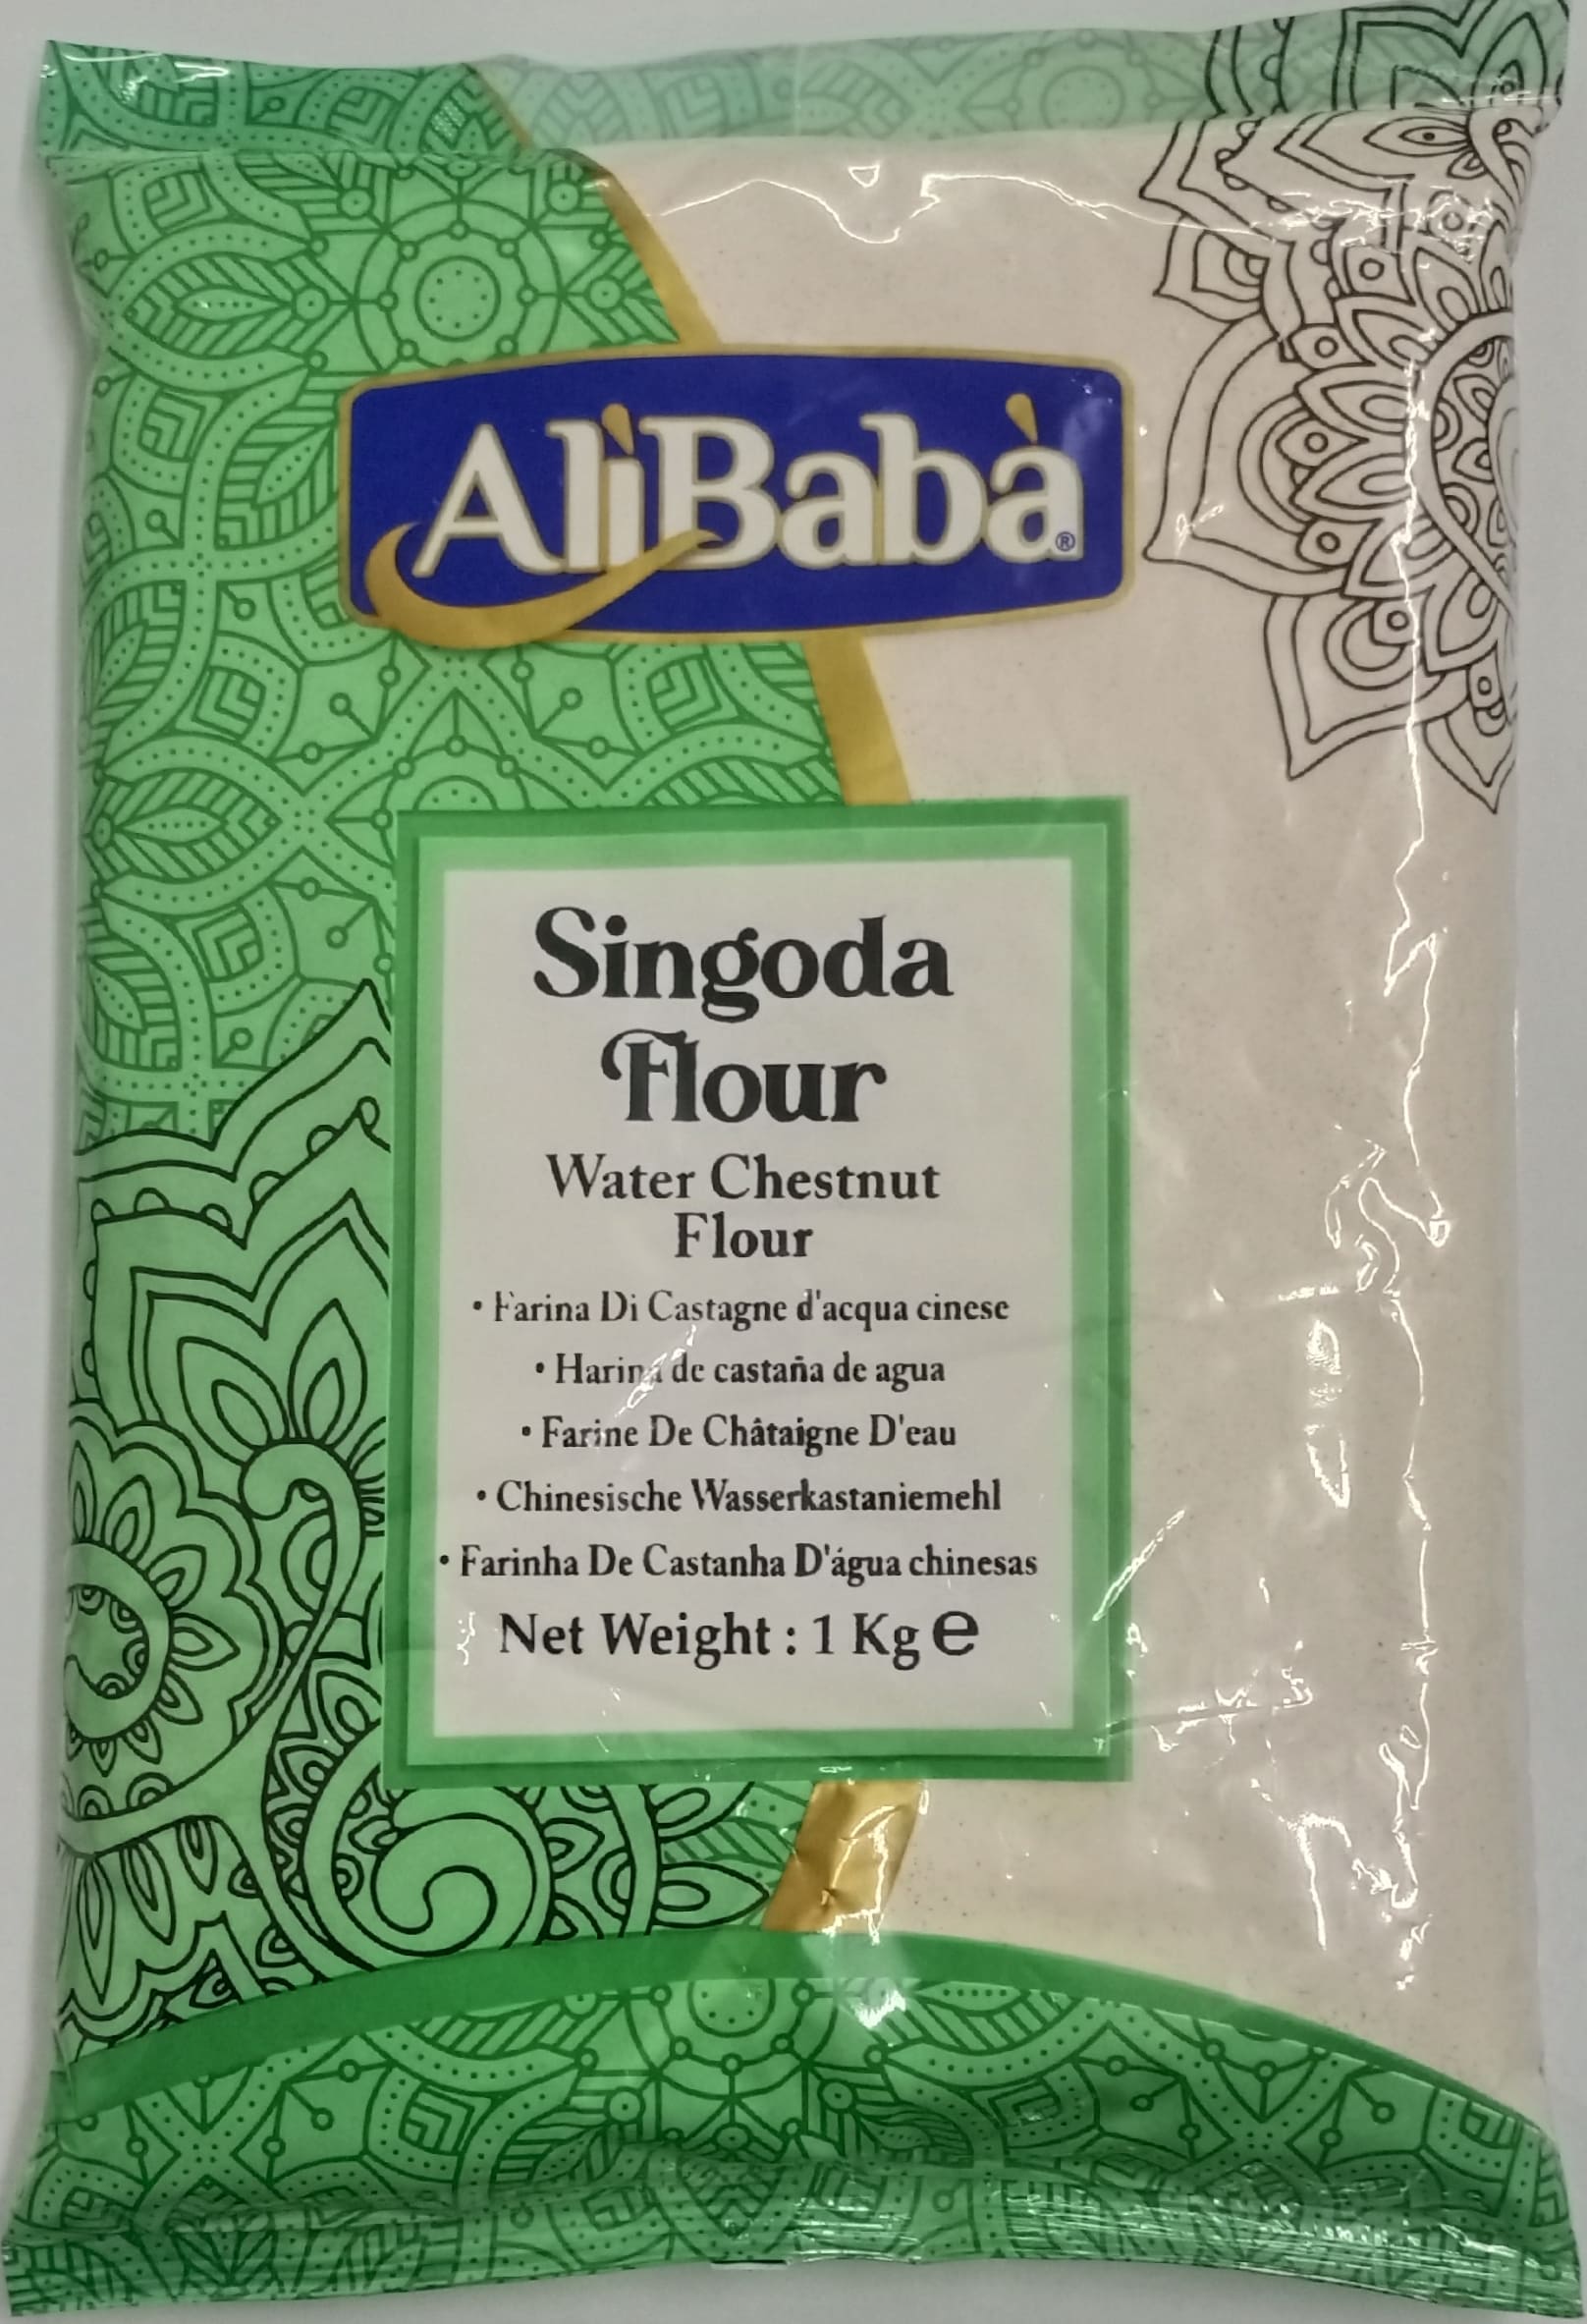 AlìBabà®
Singoda
Flour
Water Chestnut
Flour
• Farina Di Castagne d'acqua cinese
• Harina de castaña de agua
• Farine De Châtaigne D'eau
• Chinesische Wasserkastaniemehl
• Farinha De Castanha D'água chinesas
Net Weight : 1 Kg ℮